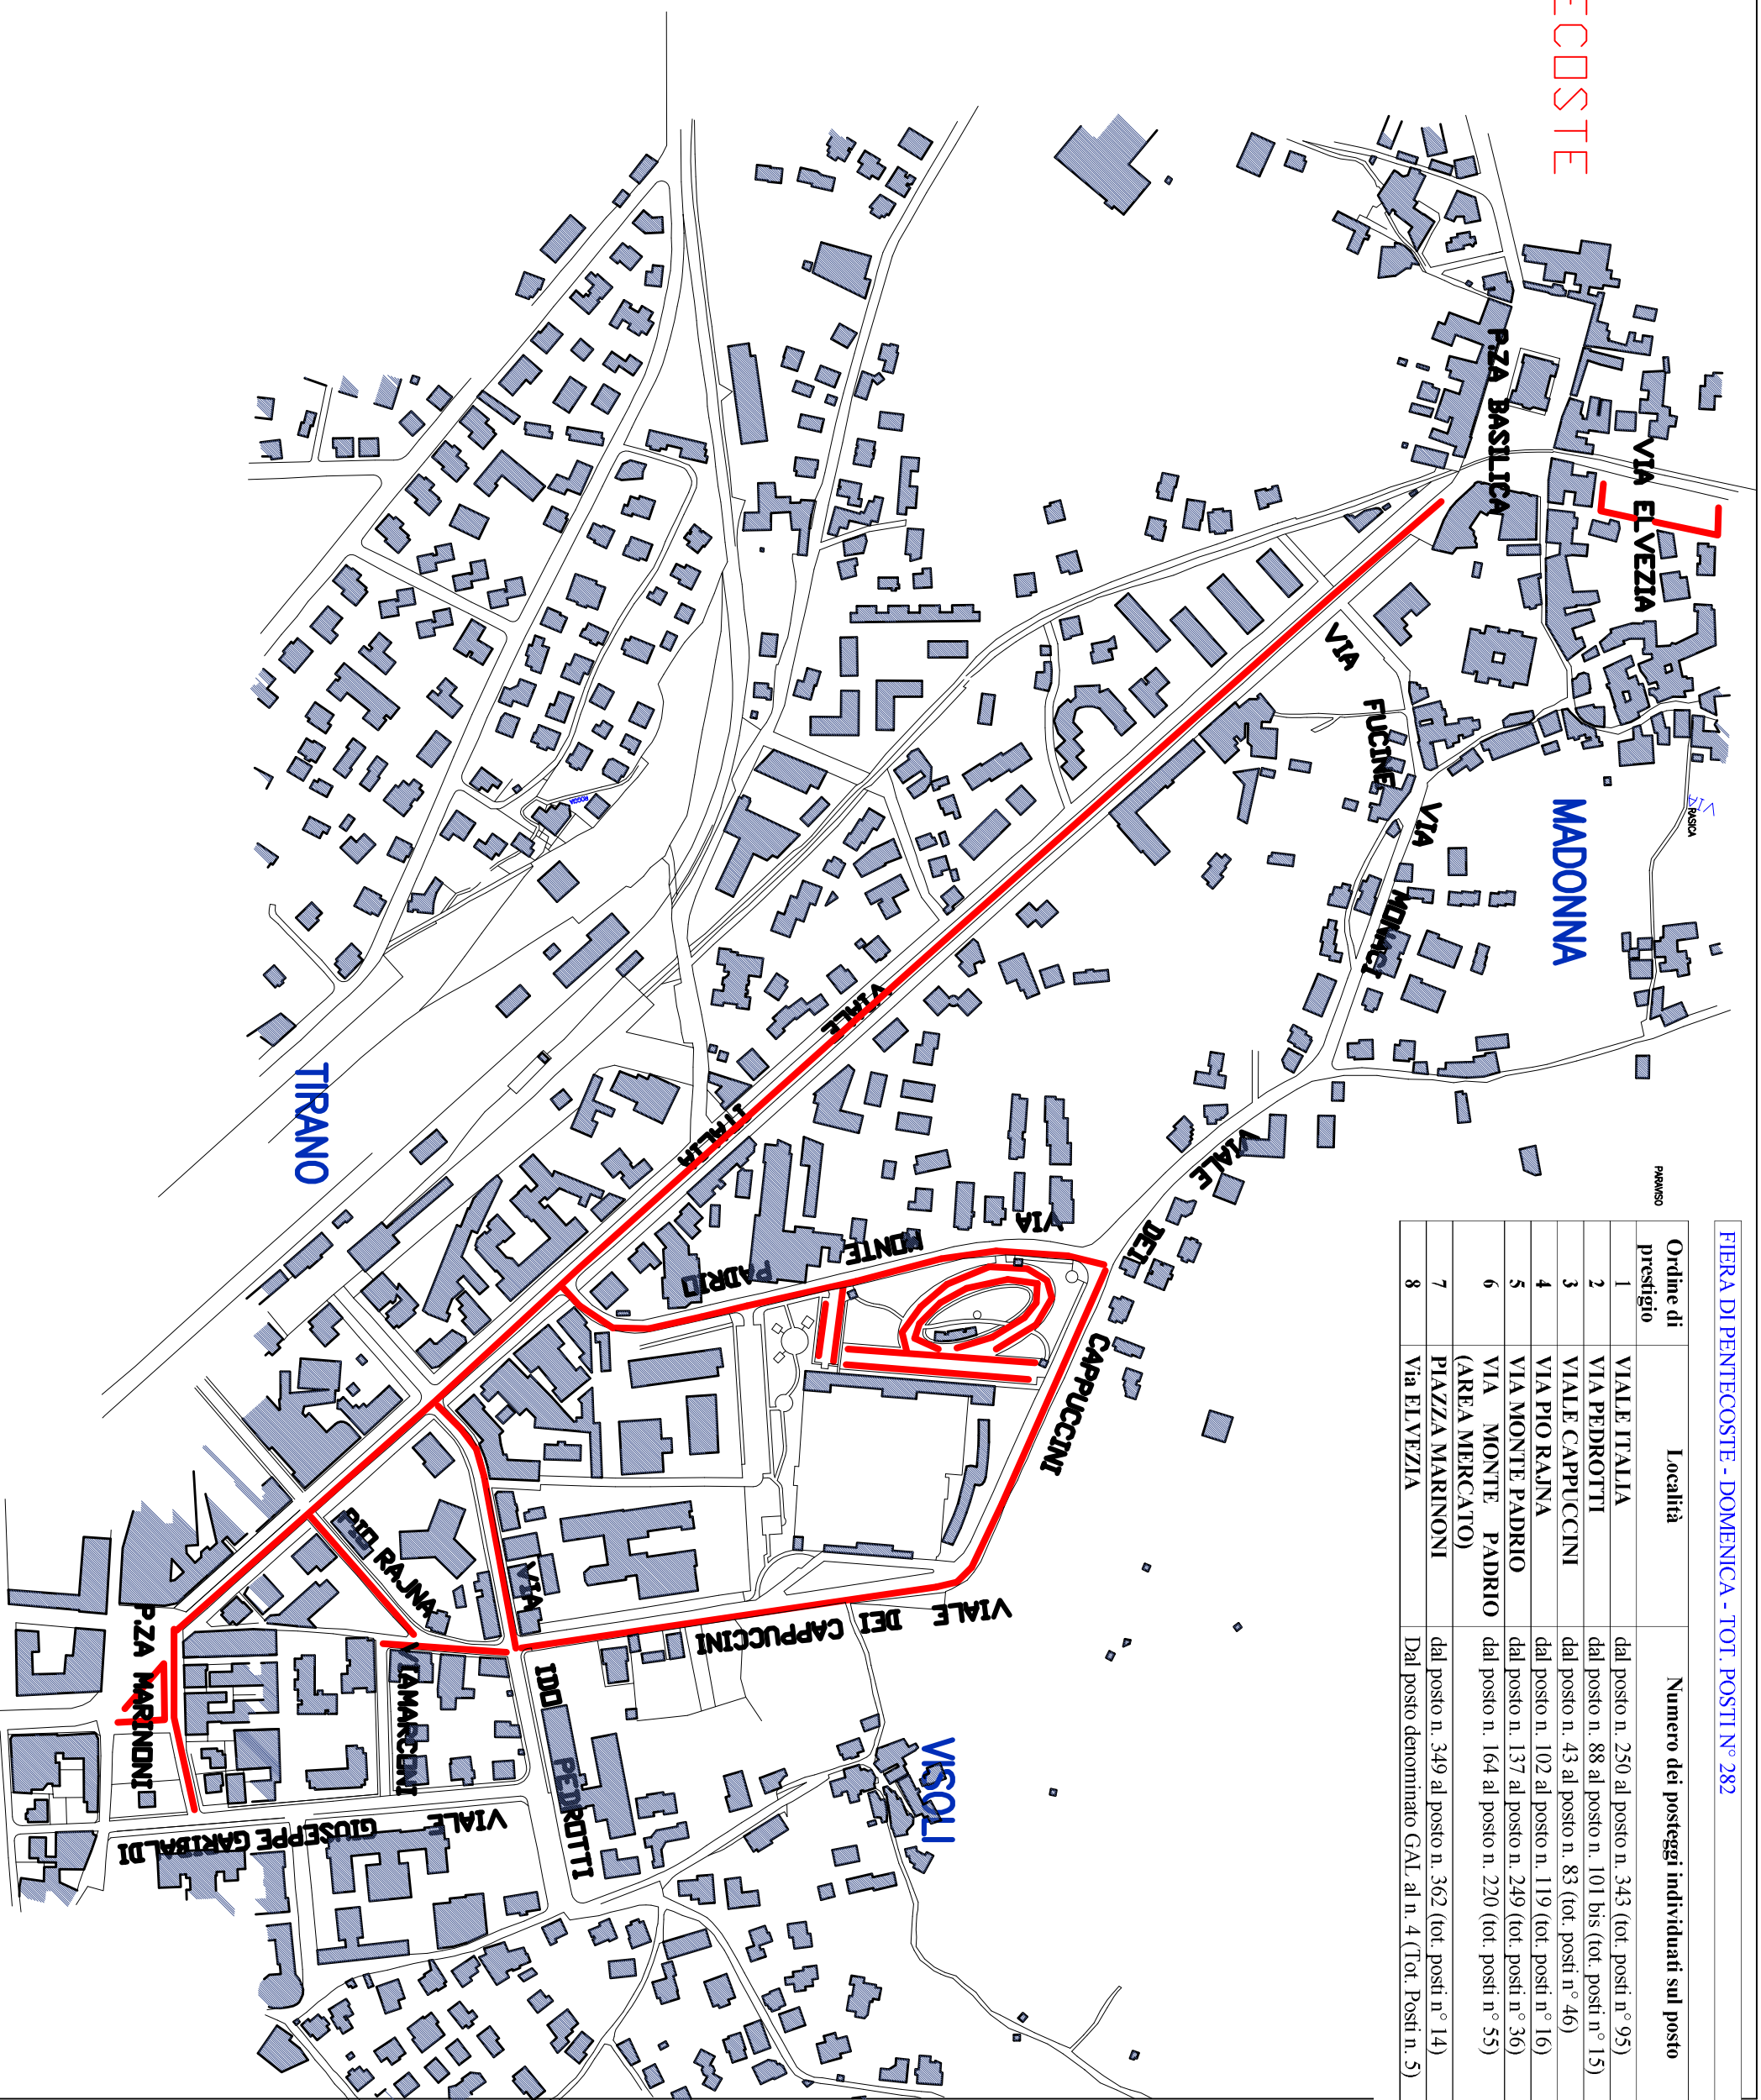 ECOSTE
FIERA DI PENTECOSTE - DOMENICA - TOT. POSTI N° 282
Ordine di prestigio Località Numero dei posteggi individuati sul posto
1 VIALE ITALIA dal posto n. 250 al posto n. 343 (tot. posti n° 95)
2 VIA PEDROTTI dal posto n. 88 al posto n. 101 bis (tot. posti n° 15)
3 VIALE CAPPUCCINI dal posto n. 43 al posto n. 83 (tot. posti n° 46)
4 VIA PIO RAJNA dal posto n. 102 al posto n. 119 (tot. posti n° 16)
5 VIA MONTE PADRIO dal posto n. 137 al posto n. 249 (tot. posti n° 36)
6 VIA MONTE PADRIO (AREA MERCATO) dal posto n. 164 al posto n. 220 (tot. posti n° 55)
7 PIAZZA MARINONI dal posto n. 349 al posto n. 362 (tot. posti n° 14)
8 Via ELVEZIA Dal posto denominato GAL al n. 4 (Tot. Posti n. 5)
VIA ELVEZIA
P.ZA BASILICA
VIA
RASICA
PARAVISO
MADONNA
VIA FUCINE
VIA MONACI
VIALE DEI CAPPUCCINI
VIALE ITALIA
VIA MONTE PADRIO
TIRANO
VIALE DEI CAPPUCCINI
VISOLI
PIO RAJNA
VIA
IDO PEDROTTI
VIA MARCONI
VIALE GIUSEPPE GARIBALDI
P.ZA MARINONI